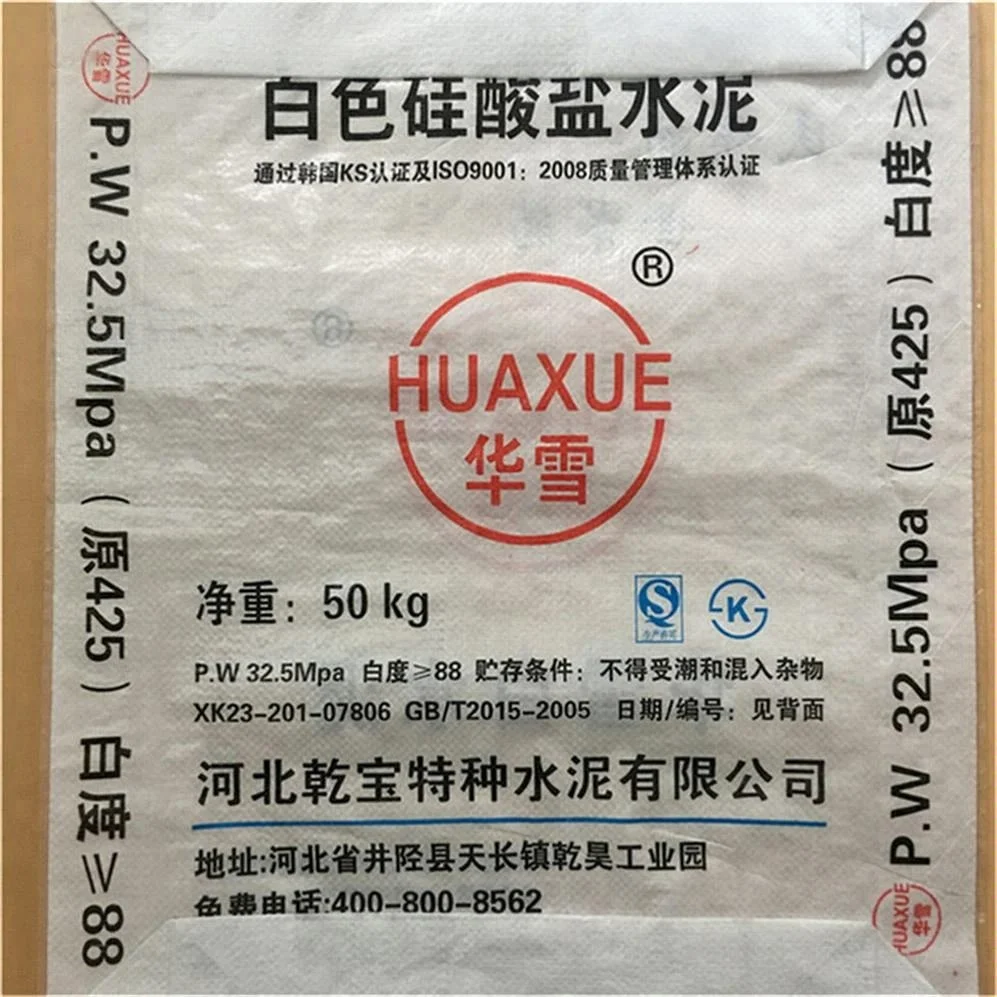 白色硅酸盐水泥
通过韩国KS认证及ISO9001：2008质量管理体系认证
®
HUAXUE
华雪
净重：50 kg
S
生产许可
K
P.W 32.5Mpa 白度≥88 贮存条件：不得受潮和混入杂物
XK23-201-07806 GB/T2015-2005 日期/编号：见背面
河北乾宝特种水泥有限公司
地址:河北省井陉县天长镇乾昊工业园
免费电话:400-800-8562
HUAXUE
华雪
P.W 32.5Mpa（原425）白度≥88
P.W 32.5Mpa（原425）白度≥88
HUAXUE
华雪